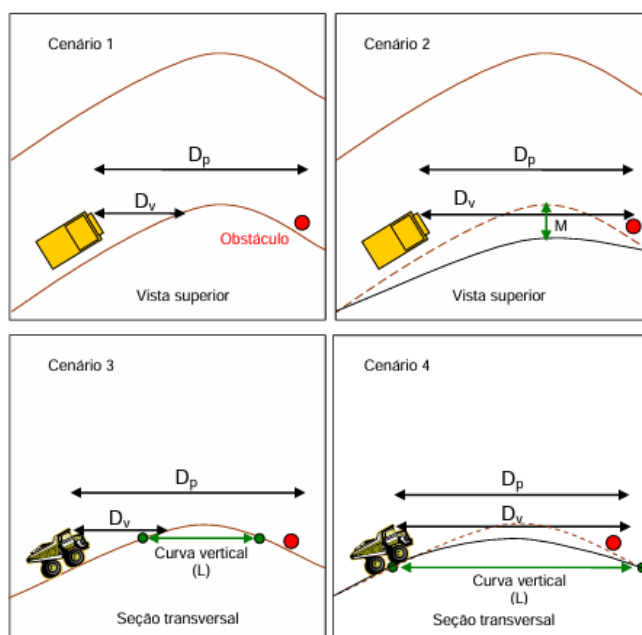 Cenário 1
Dp
Dv
Obstáculo
Vista superior
Cenário 2
Dp
Dv
M
Vista superior
Cenário 3
Dp
Dv
Curva vertical
(L)
Seção transversal
Cenário 4
Dp
Dv
Curva vertical
(L)
Seção transversal